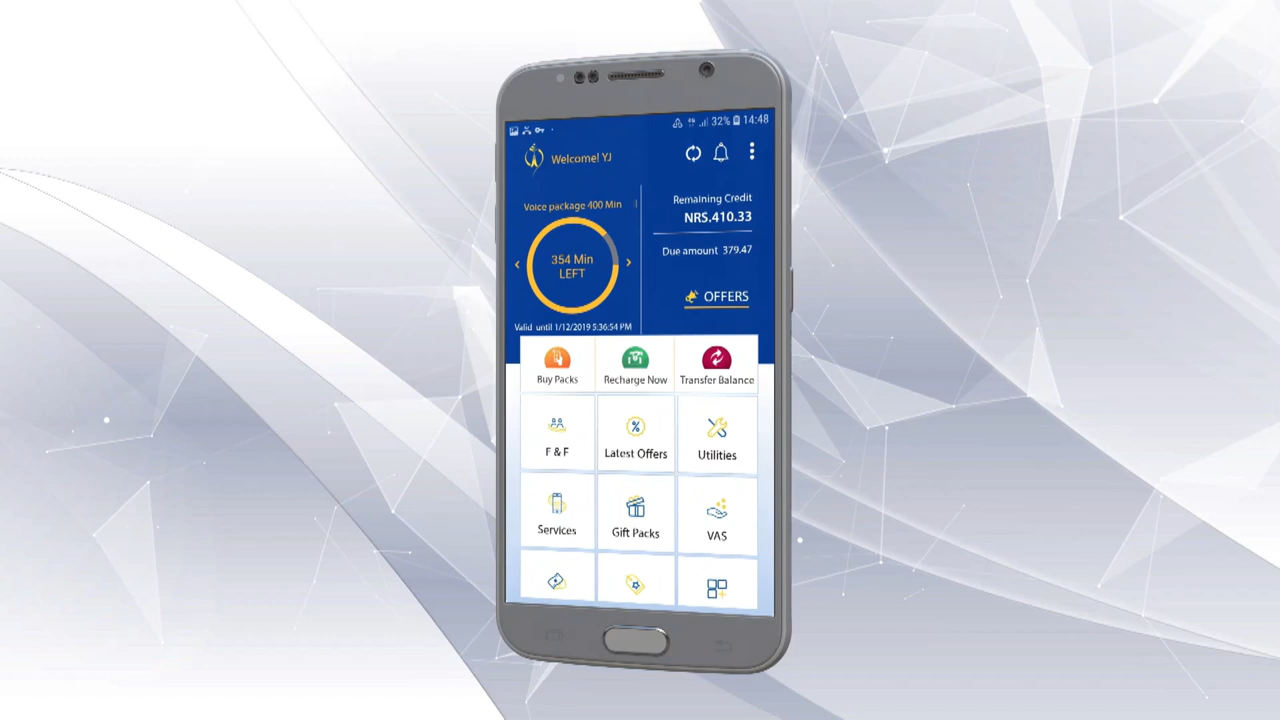 32% 14:48
Welcome! YJ
Voice package 400 Min
354 Min
LEFT
Valid until 1/12/2019 5:36:54 PM
Remaining Credit
NRS.410.33
Due amount 379.47
OFFERS
Buy Packs
Recharge Now
Transfer Balance
F & F
Latest Offers
Utilities
Services
Gift Packs
VAS